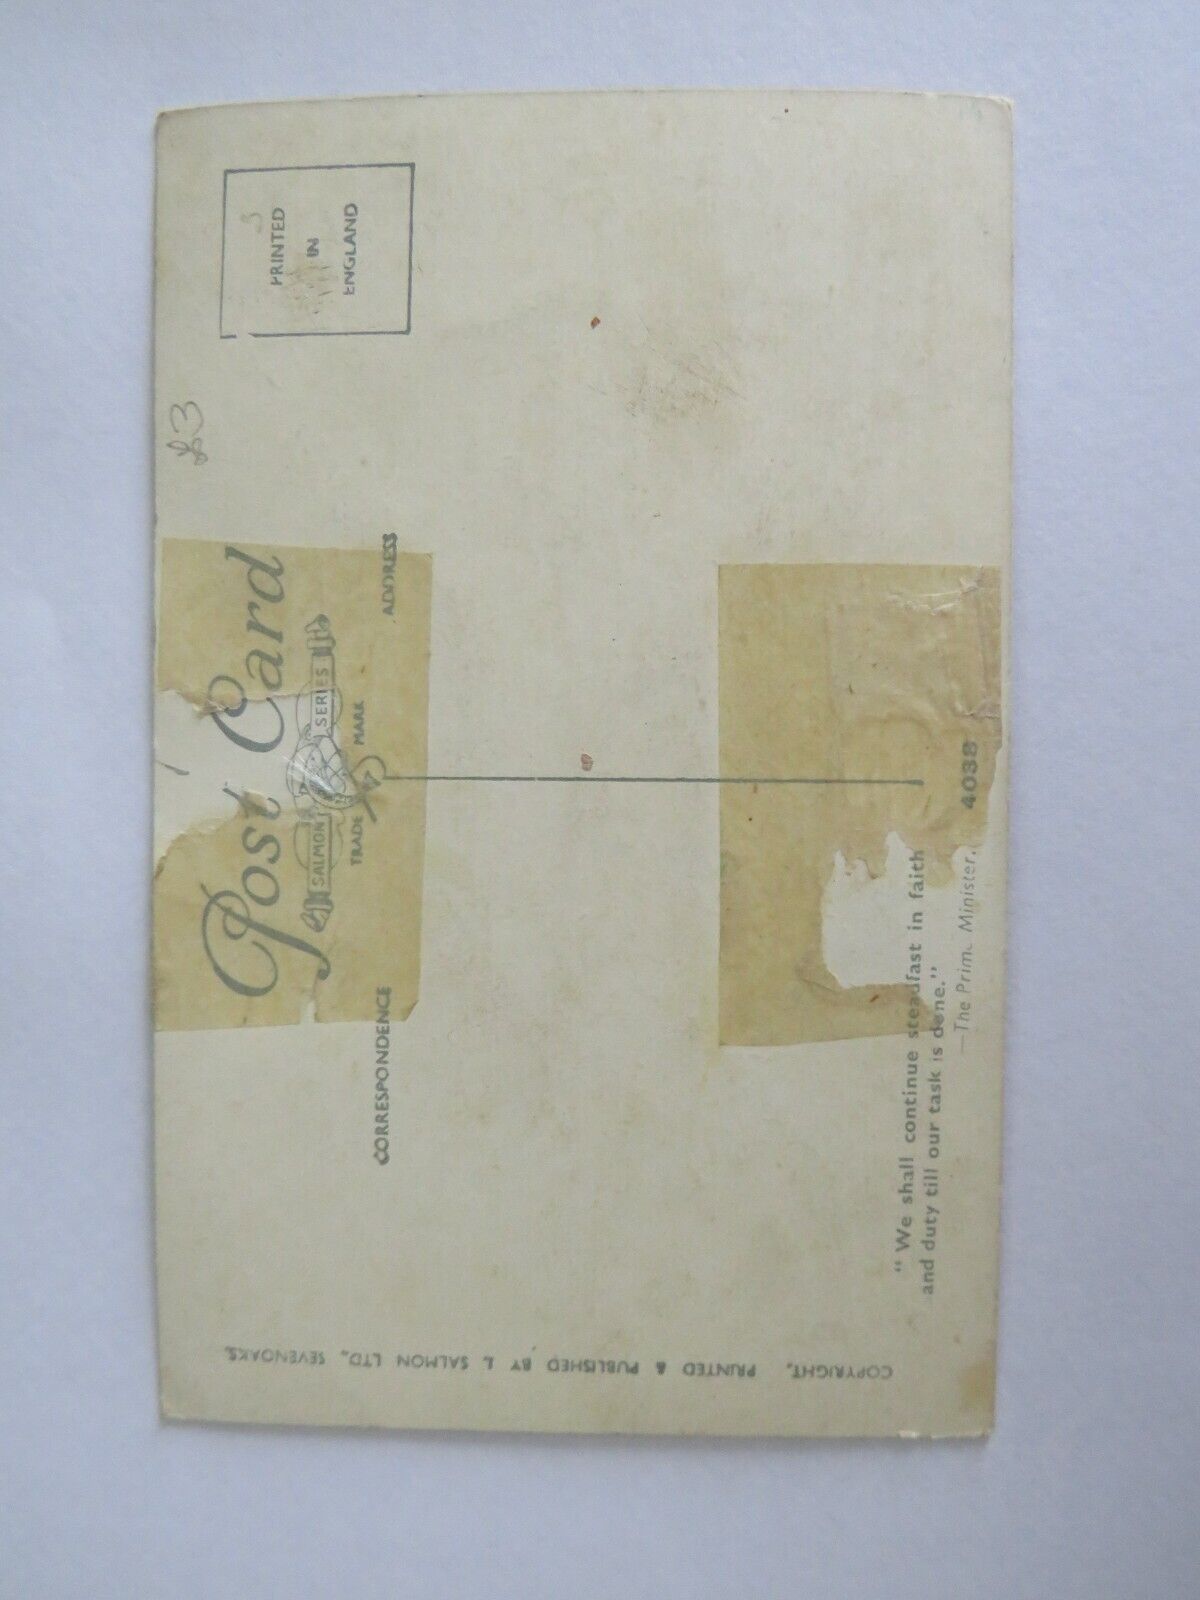 Post Card
SALMON SERIES
TRADE MARK
CORRESPONDENCE
ADDRESS
PRINTED
IN
ENGLAND
£3
"We shall continue steadfast in faith
and duty till our task is done."
—The Prime Minister.
4038
COPYRIGHT. PRINTED & PUBLISHED BY J. SALMON LTD., SEVENOAKS.